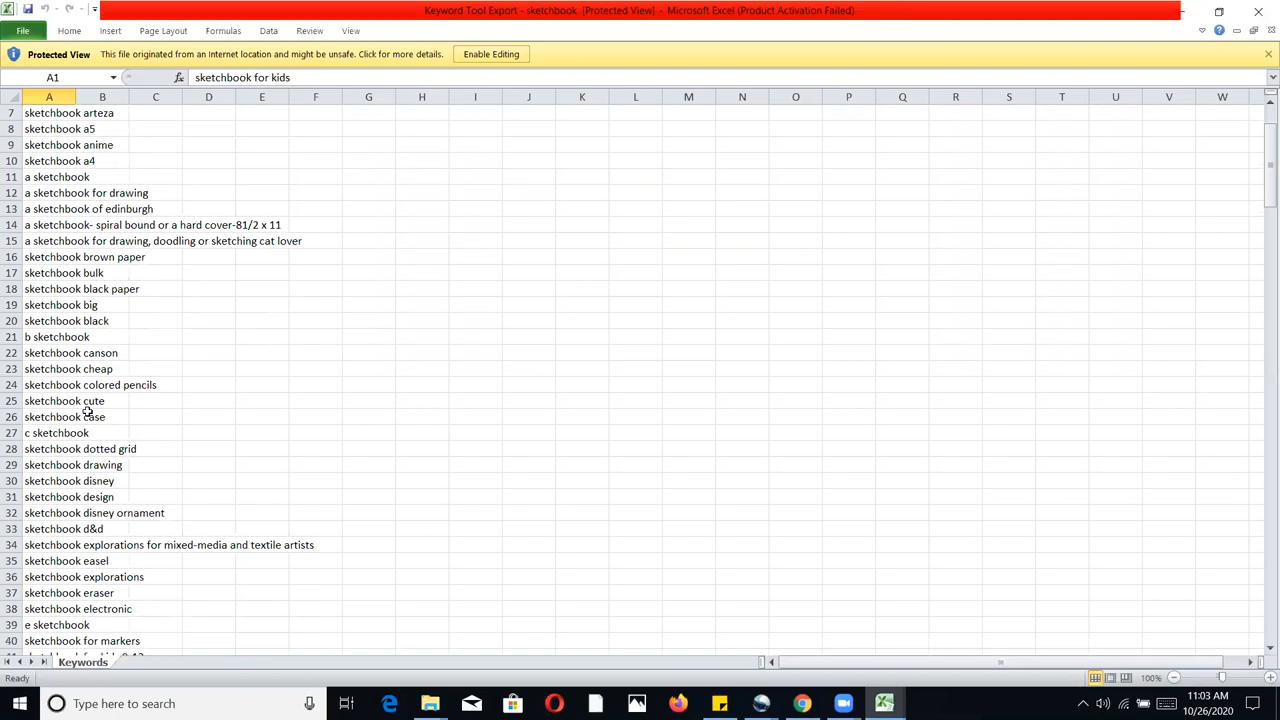 Keyword Tool Export - sketchbook [Protected View] - Microsoft Excel (Product Activation Failed)
File Home Insert Page Layout Formulas Data Review View
Protected View This file originated from an Internet location and might be unsafe. Click for more details. Enable Editing
A1 fx sketchbook for kids
A B C D E F G H I J K L M N O P Q R S T U V W
7 sketchbook arteza
8 sketchbook a5
9 sketchbook anime
10 sketchbook a4
11 a sketchbook
12 a sketchbook for drawing
13 a sketchbook of edinburgh
14 a sketchbook- spiral bound or a hard cover-81/2 x 11
15 a sketchbook for drawing, doodling or sketching cat lover
16 sketchbook brown paper
17 sketchbook bulk
18 sketchbook black paper
19 sketchbook big
20 sketchbook black
21 b sketchbook
22 sketchbook canson
23 sketchbook cheap
24 sketchbook colored pencils
25 sketchbook cute
26 sketchbook case
27 c sketchbook
28 sketchbook dotted grid
29 sketchbook drawing
30 sketchbook disney
31 sketchbook design
32 sketchbook disney ornament
33 sketchbook d&d
34 sketchbook explorations for mixed-media and textile artists
35 sketchbook easel
36 sketchbook explorations
37 sketchbook eraser
38 sketchbook electronic
39 e sketchbook
40 sketchbook for markers
Keywords
Ready 100%
Type here to search
11:03 AM
10/26/2020